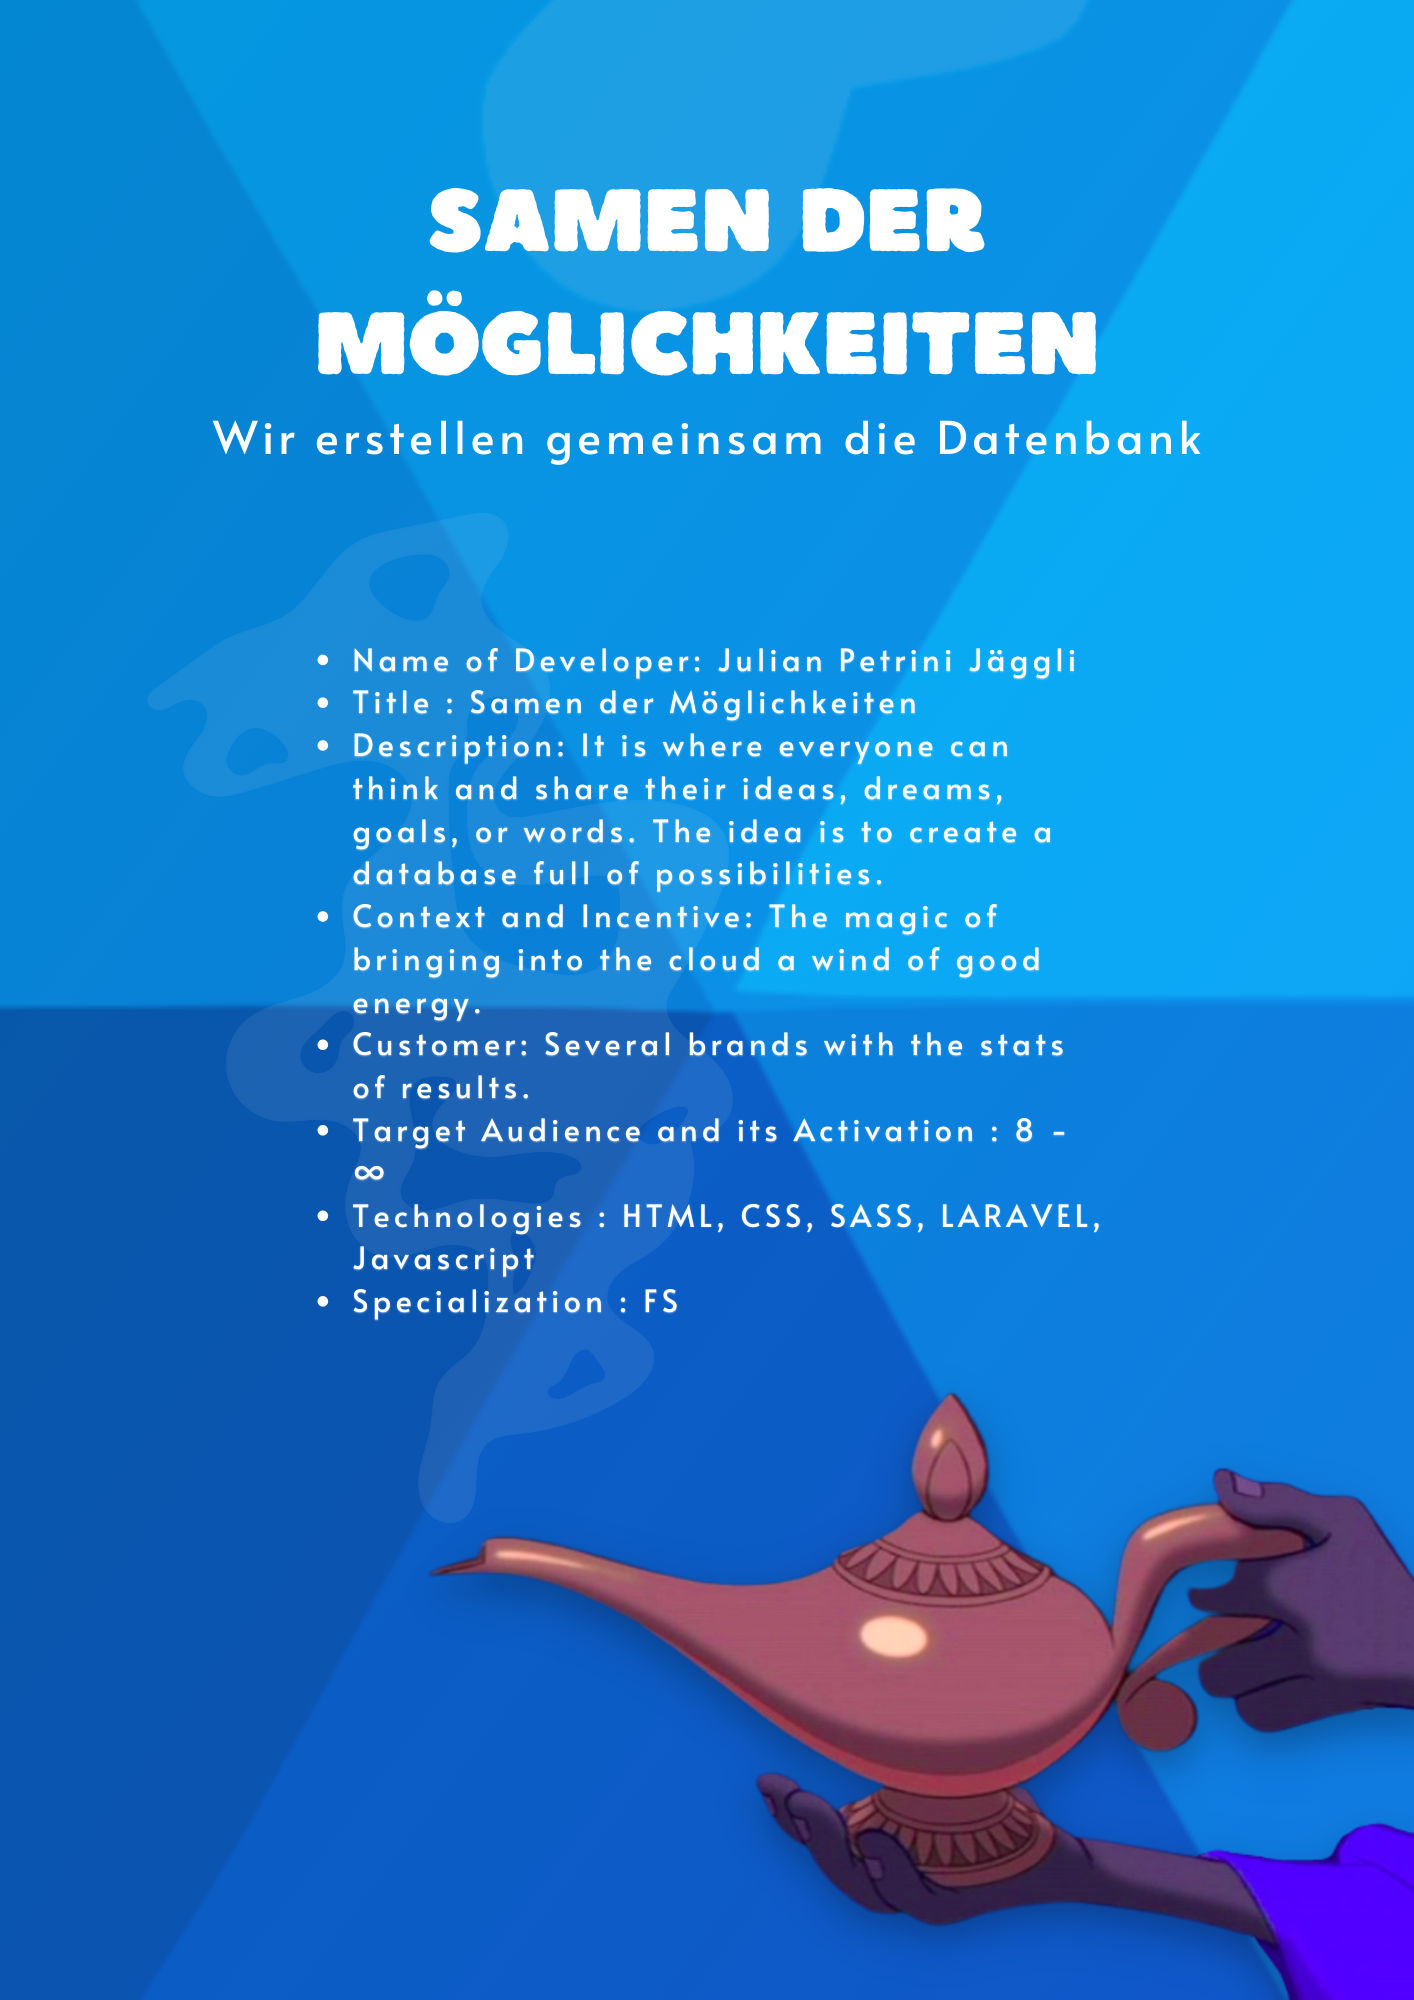 SAMEN DER
MÖGLICHKEITEN
Wir erstellen gemeinsam die Datenbank
• Name of Developer: Julian Petrini Jäggli
• Title : Samen der Möglichkeiten
• Description: It is where everyone can
think and share their ideas, dreams,
goals, or words. The idea is to create a
database full of possibilities.
• Context and Incentive: The magic of
bringing into the cloud a wind of good
energy.
• Customer: Several brands with the stats
of results.
• Target Audience and its Activation : 8 -
∞
• Technologies : HTML, CSS, SASS, LARAVEL,
Javascript
• Specialization : FS